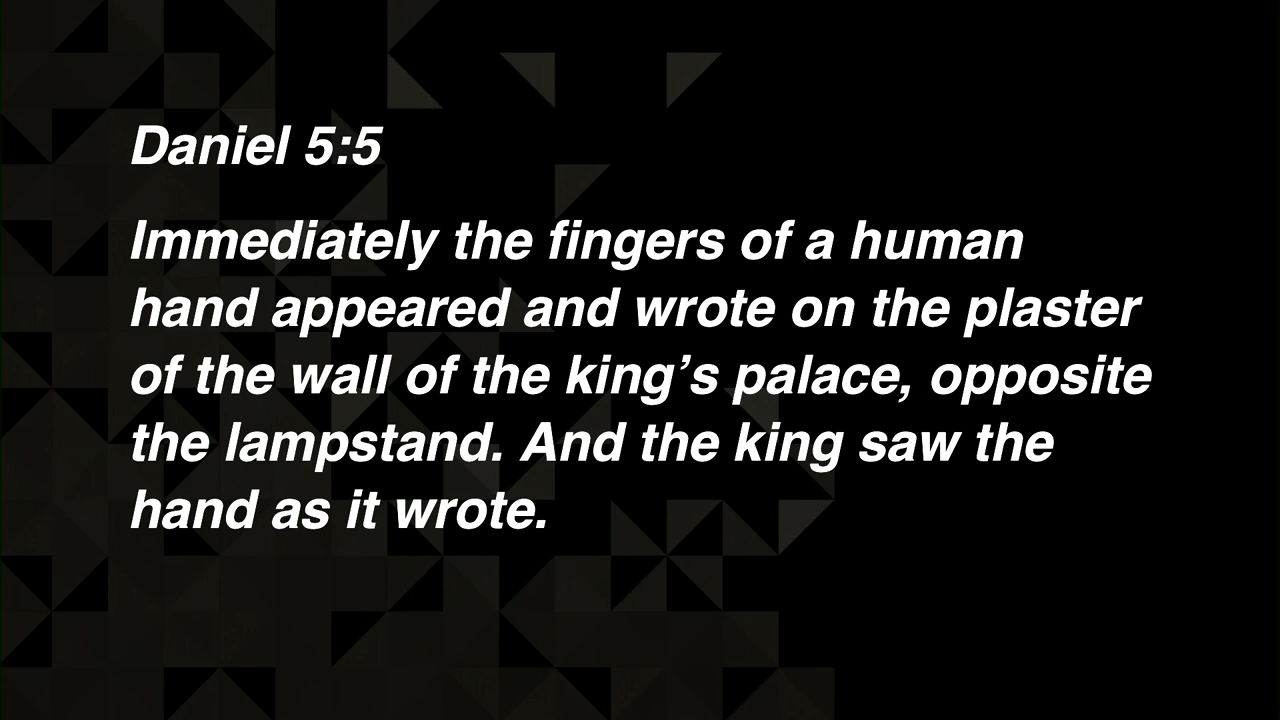 Daniel 5:5
Immediately the fingers of a human
hand appeared and wrote on the plaster
of the wall of the king’s palace, opposite
the lampstand. And the king saw the
hand as it wrote.